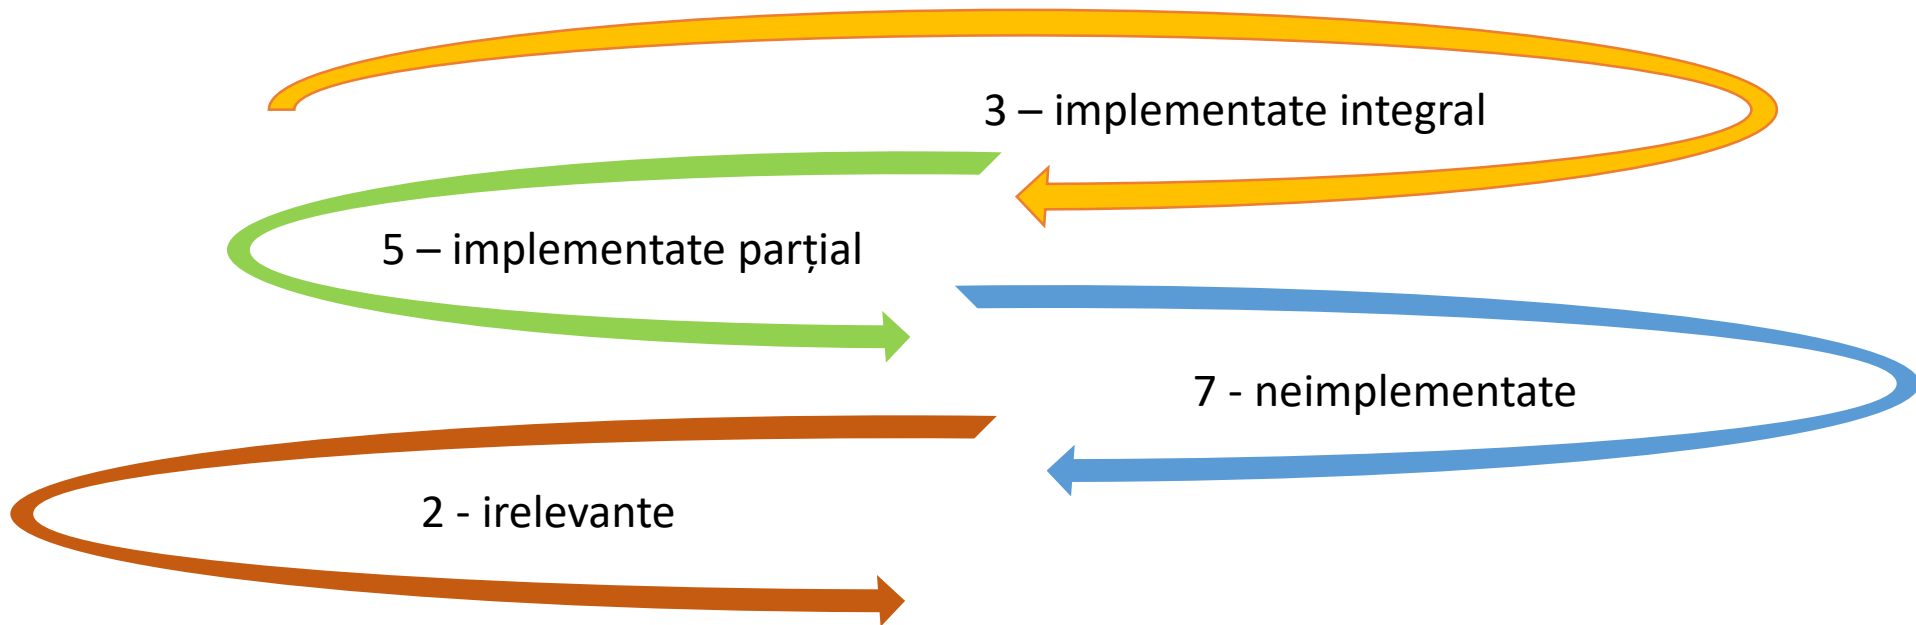 3 – implementate integral
5 – implementate parțial
7 - neimplementate
2 - irelevante